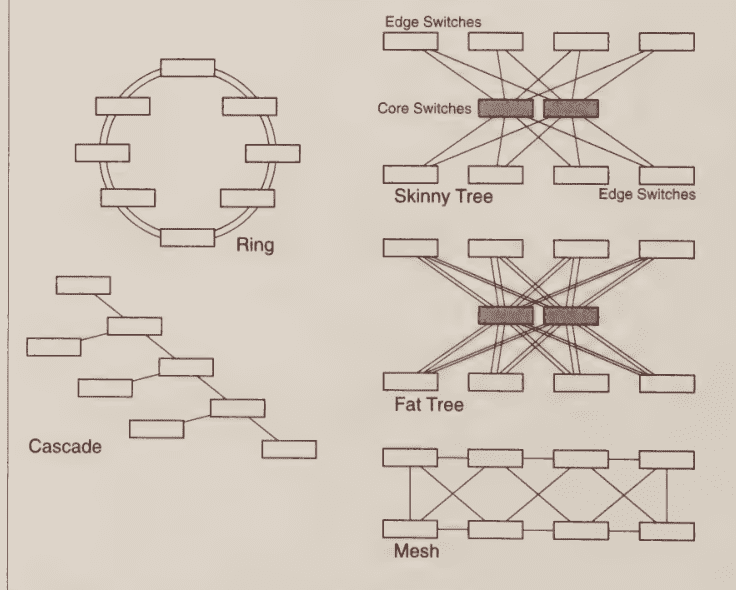 Edge Switches
Core Switches
Skinny Tree
Edge Switches
Ring
Fat Tree
Cascade
Mesh